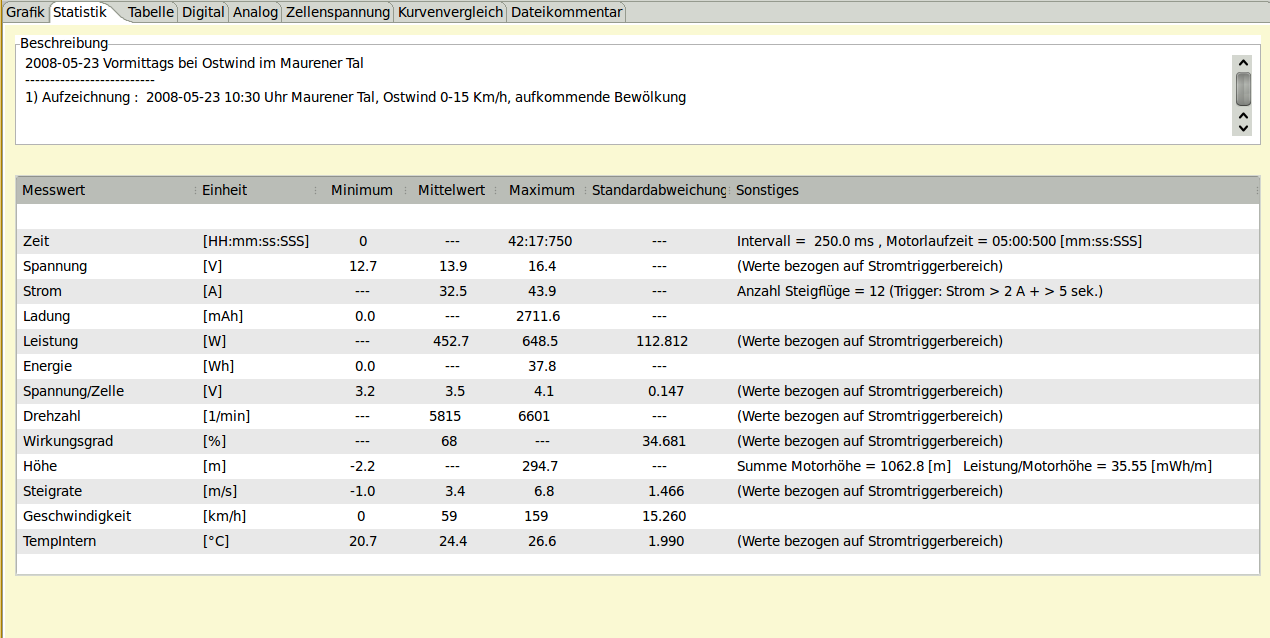 Grafik Statistik Tabelle Digital Analog Zellenspannung Kurvenvergleich Dateikommentar
Beschreibung
2008-05-23 Vormittags bei Ostwind im Maurener Tal
--------------------------
1) Aufzeichnung :  2008-05-23 10:30 Uhr Maurener Tal, Ostwind 0-15 Km/h, aufkommende Bewölkung
Messwert Einheit Minimum Mittelwert Maximum Standardabweichung Sonstiges
Zeit [HH:mm:ss:SSS] 0 --- 42:17:750 --- Intervall =  250.0 ms , Motorlaufzeit = 05:00:500 [mm:ss:SSS]
Spannung [V] 12.7 13.9 16.4 --- (Werte bezogen auf Stromtriggerbereich)
Strom [A] --- 32.5 43.9 --- Anzahl Steigflüge = 12 (Trigger: Strom > 2 A + > 5 sek.)
Ladung [mAh] 0.0 --- 2711.6 ---
Leistung [W] --- 452.7 648.5 112.812 (Werte bezogen auf Stromtriggerbereich)
Energie [Wh] 0.0 --- 37.8 ---
Spannung/Zelle [V] 3.2 3.5 4.1 0.147 (Werte bezogen auf Stromtriggerbereich)
Drehzahl [1/min] --- 5815 6601 --- (Werte bezogen auf Stromtriggerbereich)
Wirkungsgrad [%] --- 68 --- 34.681 (Werte bezogen auf Stromtriggerbereich)
Höhe [m] -2.2 --- 294.7 --- Summe Motorhöhe = 1062.8 [m]   Leistung/Motorhöhe = 35.55 [mWh/m]
Steigrate [m/s] -1.0 3.4 6.8 1.466 (Werte bezogen auf Stromtriggerbereich)
Geschwindigkeit [km/h] 0 59 159 15.260
TempIntern [°C] 20.7 24.4 26.6 1.990 (Werte bezogen auf Stromtriggerbereich)